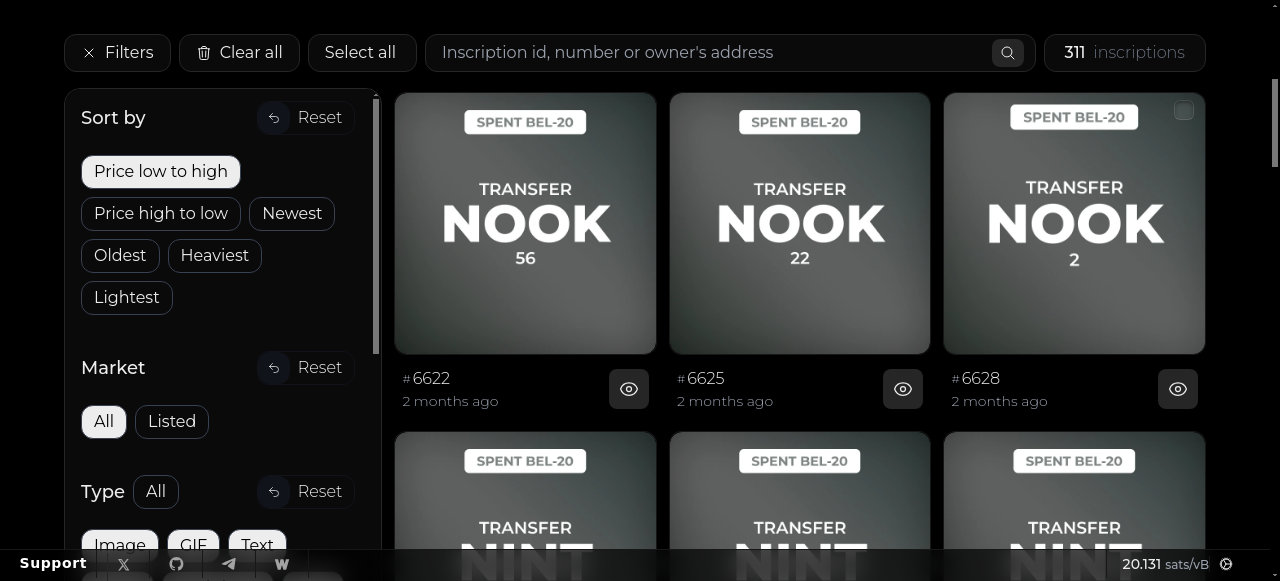 Filters
Clear all
Select all
Inscription id, number or owner's address
311 inscriptions
Sort by
Reset
Price low to high
Price high to low
Newest
Oldest
Heaviest
Lightest
Market
Reset
All
Listed
Type
All
Reset
Image
GIF
Text
SPENT BEL-20
TRANSFER
NOOK
56
#6622
2 months ago
SPENT BEL-20
TRANSFER
NOOK
22
#6625
2 months ago
SPENT BEL-20
TRANSFER
NOOK
2
#6628
2 months ago
SPENT BEL-20
TRANSFER
NINT
SPENT BEL-20
TRANSFER
NINT
SPENT BEL-20
TRANSFER
NINT
Support
20.131 sats/vB